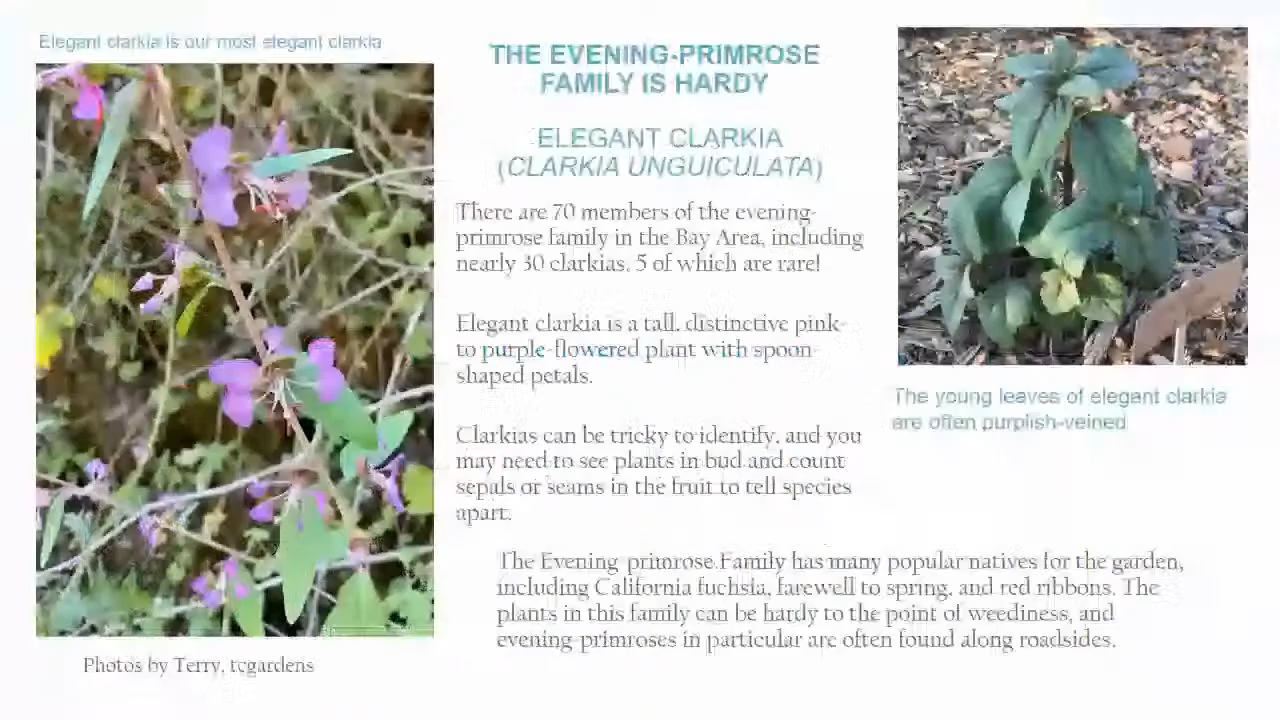 Elegant clarkia is our most elegant clarkia
THE EVENING-PRIMROSE
FAMILY IS HARDY
ELEGANT CLARKIA
(CLARKIA UNGUICULATA)
There are 70 members of the evening-
primrose family in the Bay Area, including
nearly 30 clarkias, 5 of which are rare!
Elegant clarkia is a tall, distinctive pink-
to purple-flowered plant with spoon-
shaped petals.
Clarkias can be tricky to identify, and you
may need to see plants in bud and count
sepals or seams in the fruit to tell species
apart.
The young leaves of elegant clarkia
are often purplish-veined
The Evening-primrose Family has many popular natives for the garden,
including California fuchsia, farewell to spring, and red ribbons. The
plants in this family can be hardy to the point of weediness, and
evening-primroses in particular are often found along roadsides.
Photos by Terry, tcgardens